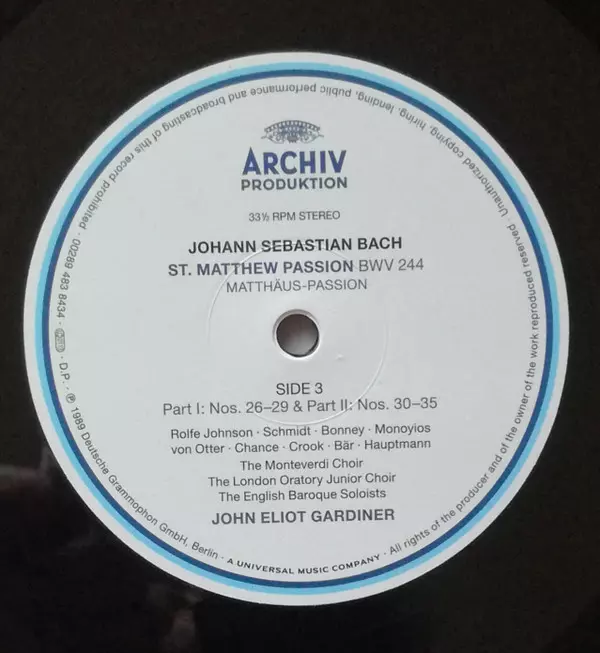 ARCHIV
PRODUKTION
33⅓ RPM STEREO
JOHANN SEBASTIAN BACH
ST. MATTHEW PASSION BWV 244
MATTHÄUS-PASSION
SIDE 3
Part I: Nos. 26–29 & Part II: Nos. 30–35
Rolfe Johnson · Schmidt · Bonney · Monoyios
von Otter · Chance · Crook · Bär · Hauptmann
The Monteverdi Choir
The London Oratory Junior Choir
The English Baroque Soloists
JOHN ELIOT GARDINER
00289 483 8434 · D.P. · ℗ 1989 Deutsche Grammophon GmbH, Berlin · A UNIVERSAL MUSIC COMPANY · All rights of the producer and of the owner of the work reproduced reserved · Unauthorized copying, hiring, lending, public performance and broadcasting of this record prohibited ·